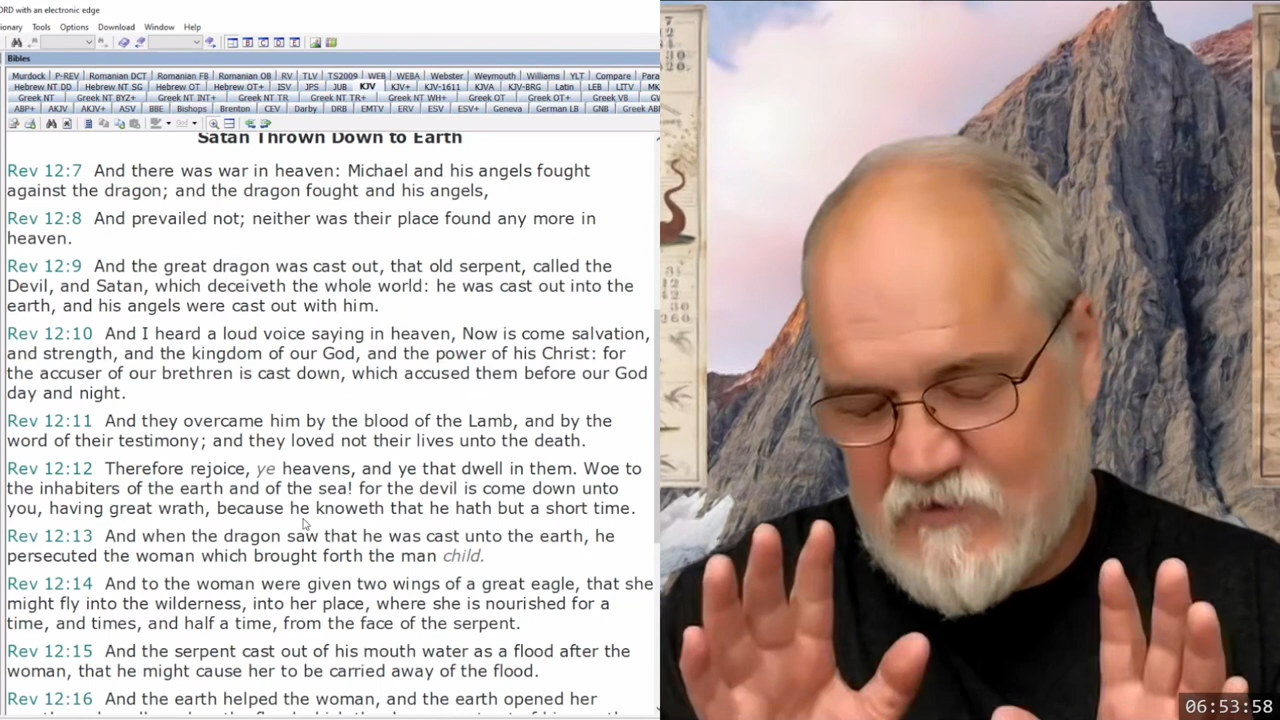 ORD with an electronic edge
ionary Tools Options Download Window Help
Bibles
Murdock P-REV Romanian DCT Romanian FB Romanian OB RV TLV TS2009 WEB WEBA Webster Weymouth Williams YLT Compare Para
Hebrew NT DD Hebrew NT SG Hebrew OT Hebrew OT+ ISV JPS JUB KJV KJV+ KJV-1611 KJVA KJV-BRG Latin LEB LITV MK
Greek NT Greek NT BYZ+ Greek NT INT+ Greek NT TR Greek NT TR+ Greek NT WH+ Greek OT Greek OT+ Greek VB GV
ABP+ AKJV AKJV+ ASV BBE Bishops Brenton CEV Darby DRB EMTV ERV ESV ESV+ Geneva German LB GNB Greek AB
Satan Thrown Down to Earth
Rev 12:7 And there was war in heaven: Michael and his angels fought
against the dragon; and the dragon fought and his angels,
Rev 12:8 And prevailed not; neither was their place found any more in
heaven.
Rev 12:9 And the great dragon was cast out, that old serpent, called the
Devil, and Satan, which deceiveth the whole world: he was cast out into the
earth, and his angels were cast out with him.
Rev 12:10 And I heard a loud voice saying in heaven, Now is come salvation,
and strength, and the kingdom of our God, and the power of his Christ: for
the accuser of our brethren is cast down, which accused them before our God
day and night.
Rev 12:11 And they overcame him by the blood of the Lamb, and by the
word of their testimony; and they loved not their lives unto the death.
Rev 12:12 Therefore rejoice, ye heavens, and ye that dwell in them. Woe to
the inhabiters of the earth and of the sea! for the devil is come down unto
you, having great wrath, because he knoweth that he hath but a short time.
Rev 12:13 And when the dragon saw that he was cast unto the earth, he
persecuted the woman which brought forth the man child.
Rev 12:14 And to the woman were given two wings of a great eagle, that she
might fly into the wilderness, into her place, where she is nourished for a
time, and times, and half a time, from the face of the serpent.
Rev 12:15 And the serpent cast out of his mouth water as a flood after the
woman, that he might cause her to be carried away of the flood.
Rev 12:16 And the earth helped the woman, and the earth opened her
06:53:58